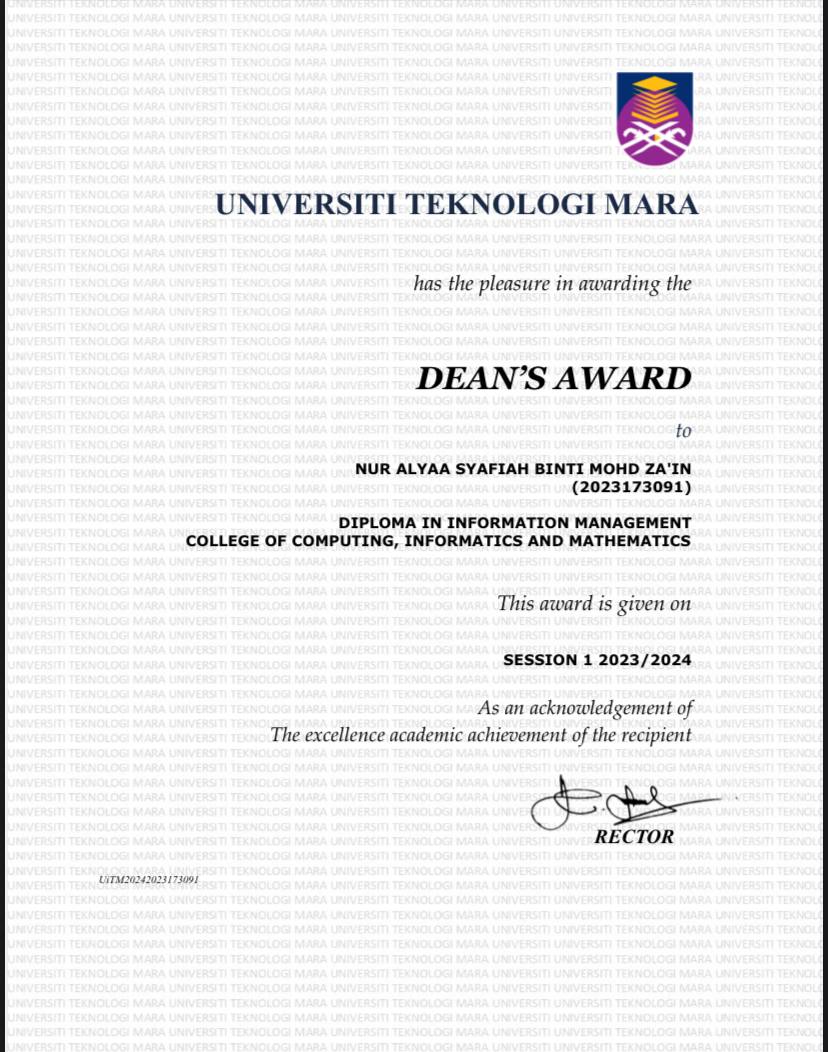 UNIVERSITI TEKNOLOGI MARA
has the pleasure in awarding the
DEAN’S AWARD
to
NUR ALYAA SYAFIAH BINTI MOHD ZA'IN
(2023173091)
DIPLOMA IN INFORMATION MANAGEMENT
COLLEGE OF COMPUTING, INFORMATICS AND MATHEMATICS
This award is given on
SESSION 1 2023/2024
As an acknowledgement of
The excellence academic achievement of the recipient
RECTOR
UiTM20242023173091